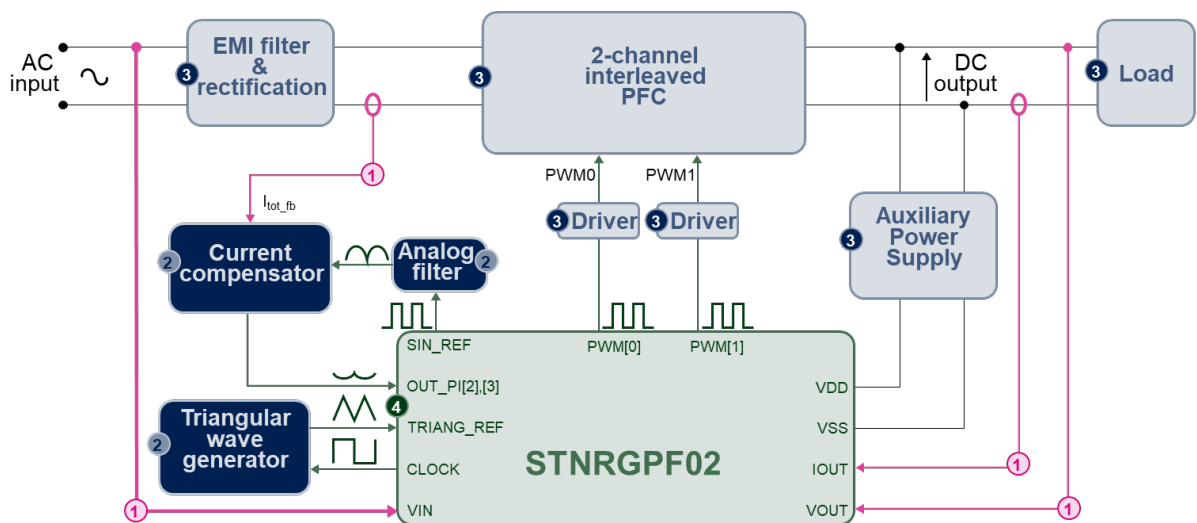 AC
input
EMI filter
&
rectification
3
2-channel
interleaved
PFC
3
DC
output
Load
3
1
I_tot_fb
PWM0
PWM1
3 Driver
3 Driver
Auxiliary
Power
Supply
3
Current
compensator
2
Analog
filter
2
SIN_REF
PWM[0]
PWM[1]
OUT_PI[2],[3]
4
TRIANG_REF
CLOCK
VIN
STNRGPF02
VDD
VSS
IOUT
VOUT
Triangular
wave
generator
2
1
1
1